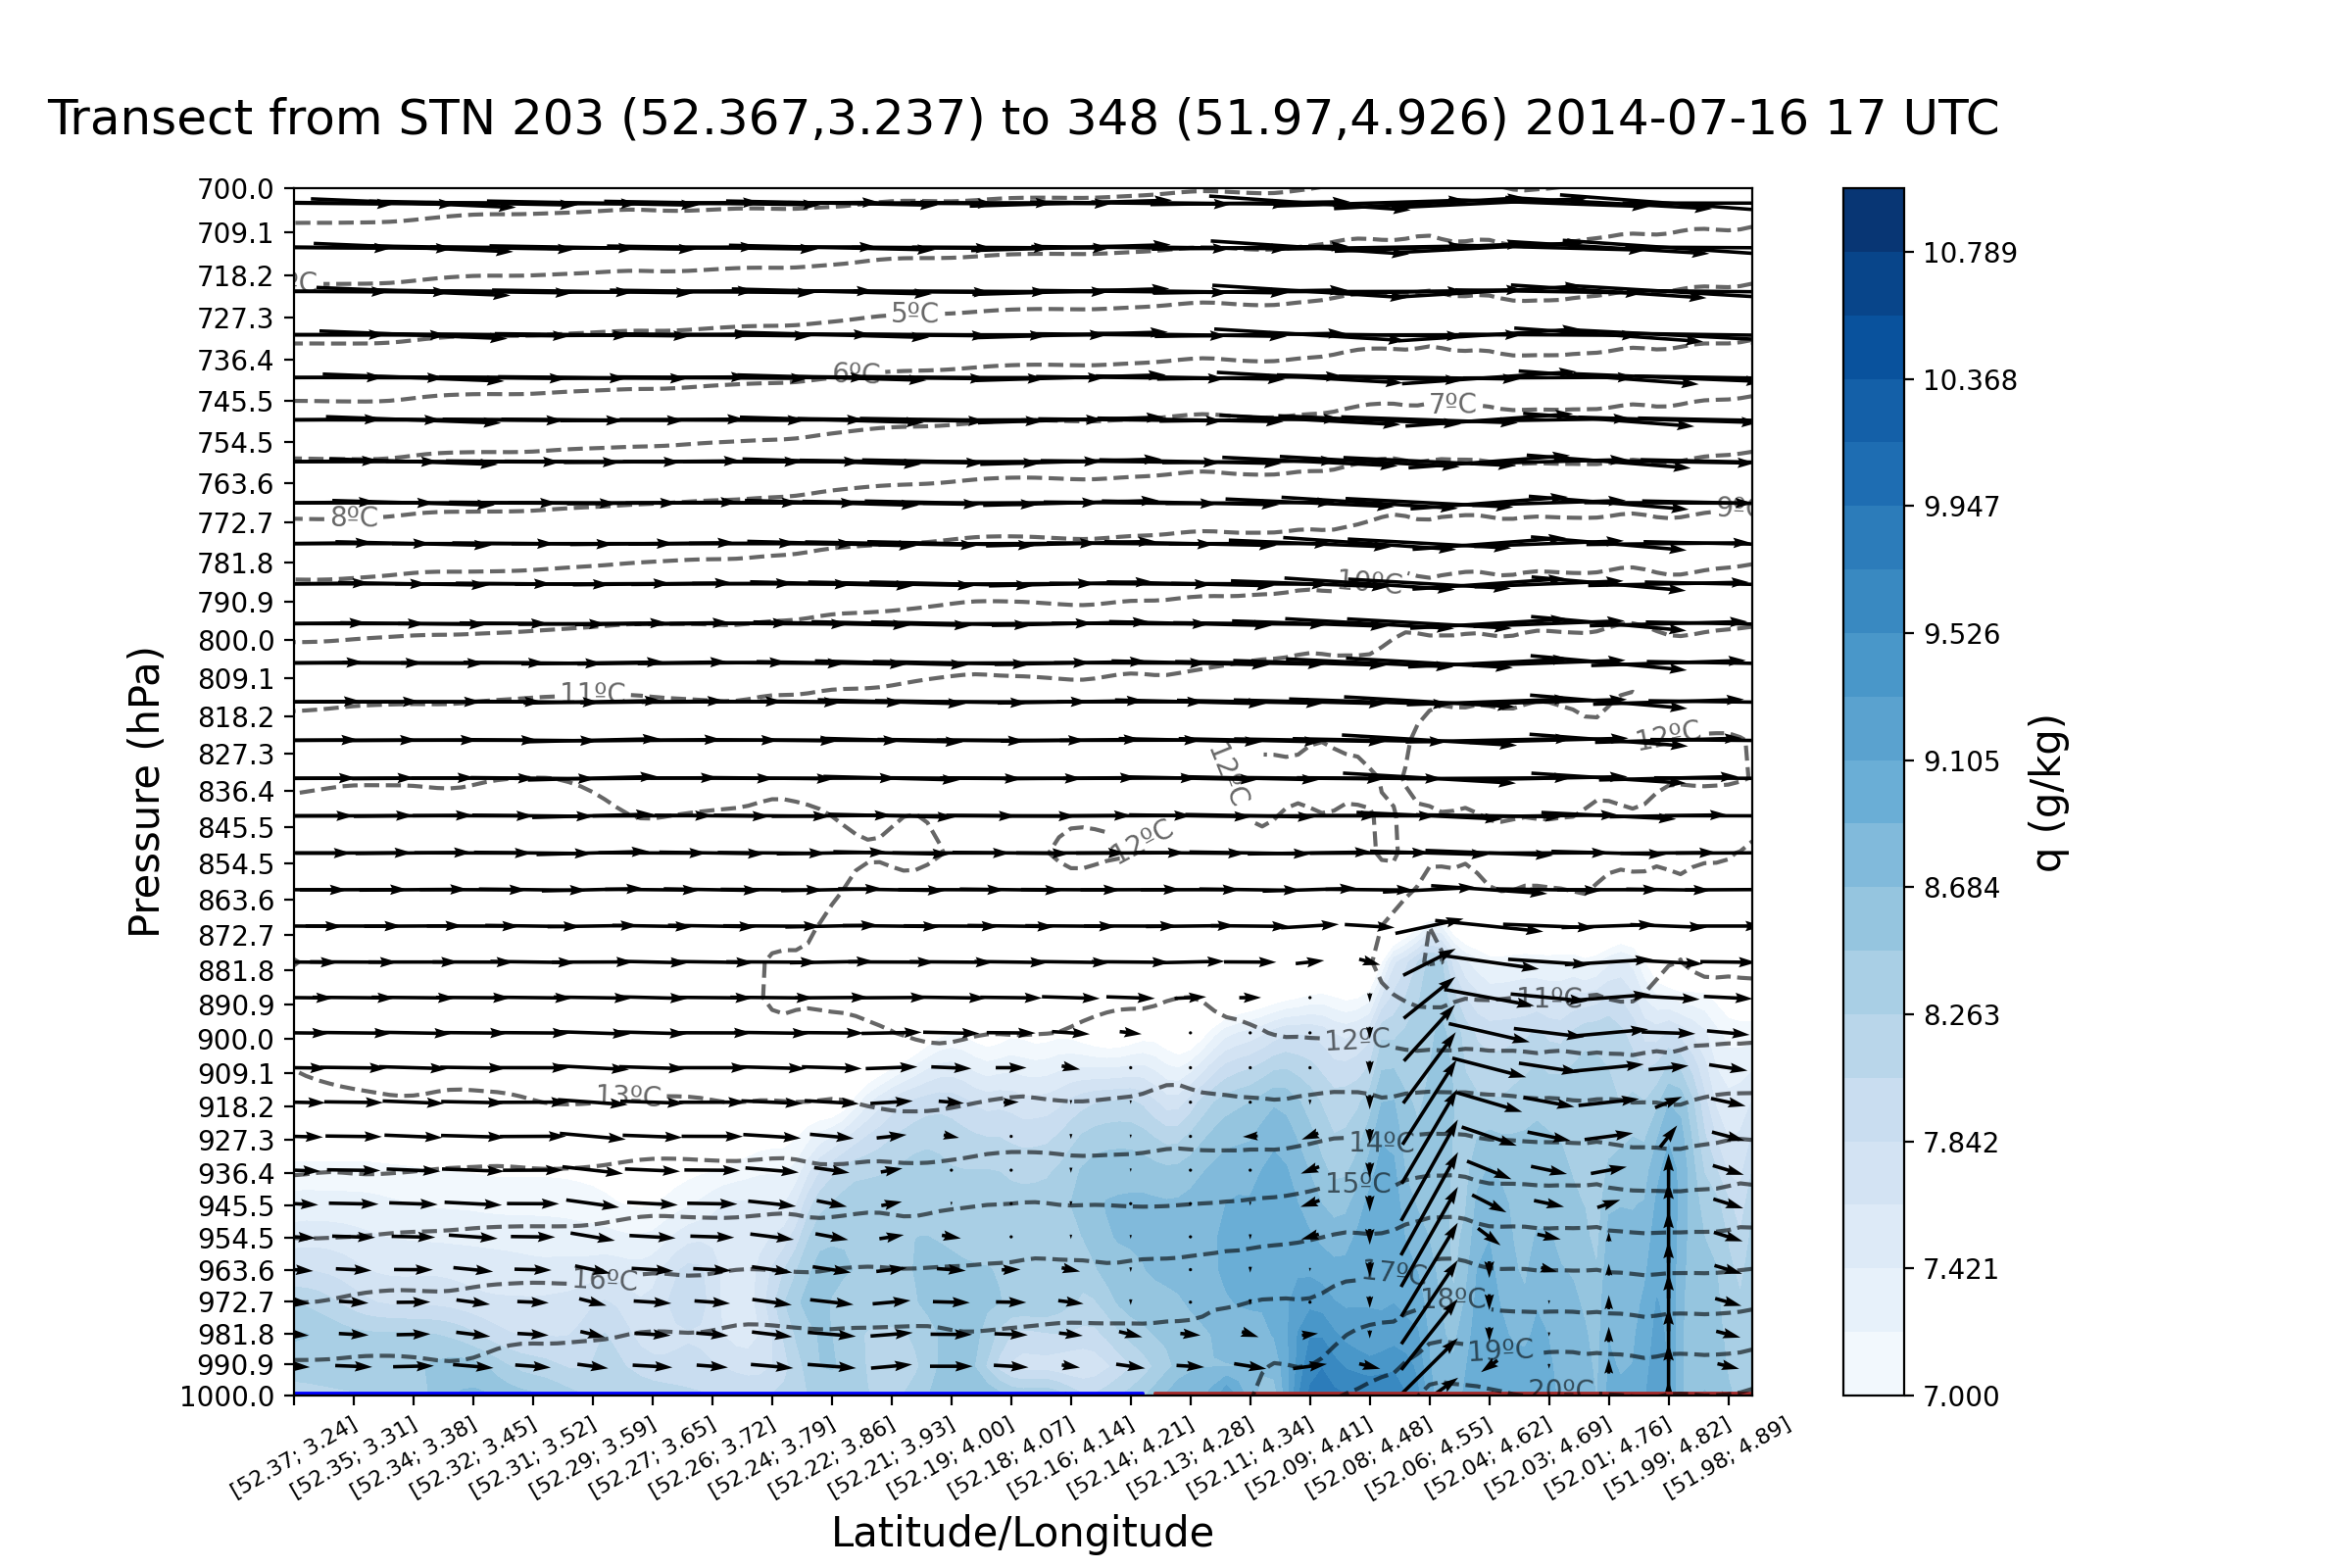 Transect from STN 203 (52.367,3.237) to 348 (51.97,4.926) 2014-07-16 17 UTC
700.0
709.1
718.2
727.3
736.4
745.5
754.5
763.6
772.7
781.8
790.9
800.0
809.1
818.2
827.3
836.4
845.5
854.5
863.6
872.7
881.8
890.9
900.0
909.1
918.2
927.3
936.4
945.5
954.5
963.6
972.7
981.8
990.9
1000.0
Pressure (hPa)
ºC
5ºC
6ºC
7ºC
8ºC
9ºC
10ºC
11ºC
12ºC
12ºC
12ºC
11ºC
12ºC
13ºC
14ºC
15ºC
16ºC
17ºC
18ºC
19ºC
20ºC
[52.37; 3.24]
[52.35; 3.31]
[52.34; 3.38]
[52.32; 3.45]
[52.31; 3.52]
[52.29; 3.59]
[52.27; 3.65]
[52.26; 3.72]
[52.24; 3.79]
[52.22; 3.86]
[52.21; 3.93]
[52.19; 4.00]
[52.18; 4.07]
[52.16; 4.14]
[52.14; 4.21]
[52.13; 4.28]
[52.11; 4.34]
[52.09; 4.41]
[52.08; 4.48]
[52.06; 4.55]
[52.04; 4.62]
[52.03; 4.69]
[52.01; 4.76]
[51.99; 4.82]
[51.98; 4.89]
Latitude/Longitude
10.789
10.368
9.947
9.526
9.105
8.684
8.263
7.842
7.421
7.000
q (g/kg)